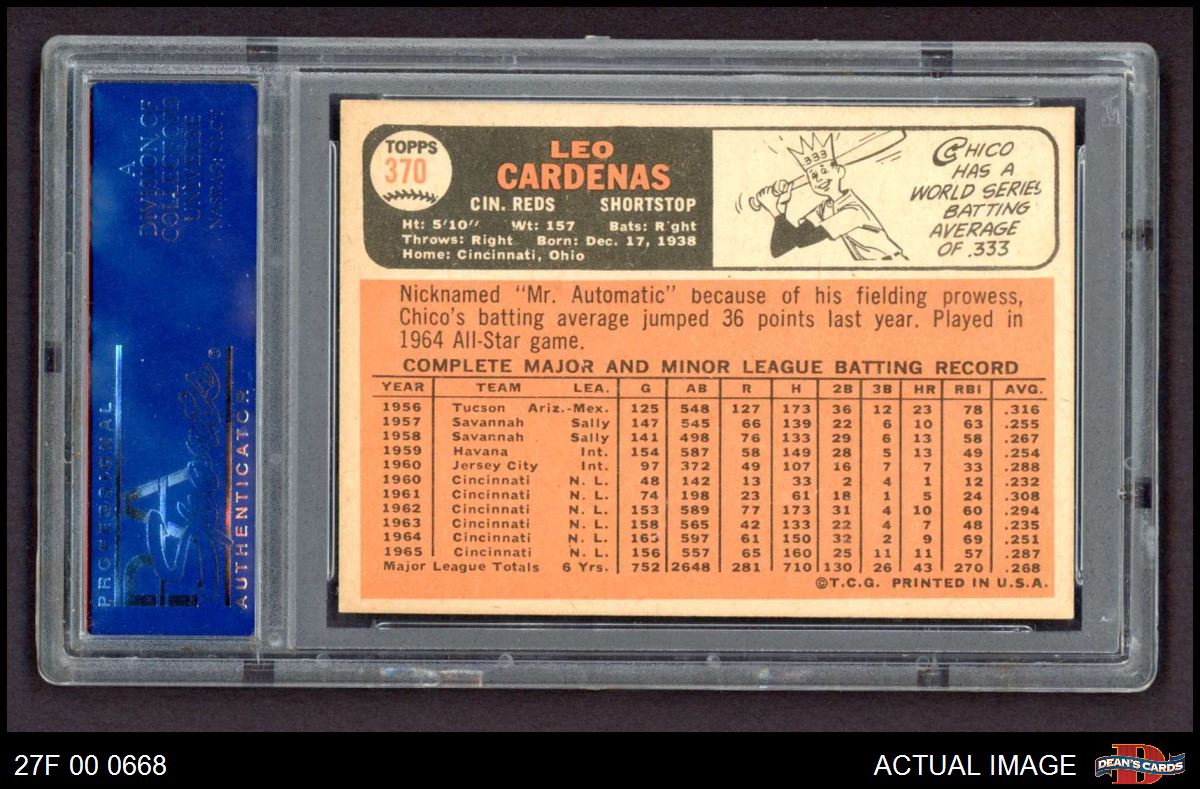 A
DIVISION OF
COLLECTORS
UNIVERSE
NASDAQ: CLCT
PROFESSIONAL
PSA
Sports
®
AUTHENTICATOR
TOPPS
370
LEO
CARDENAS
CIN. REDS SHORTSTOP
Ht: 5'10" Wt: 157 Bats: R'ght
Throws: Right Born: Dec. 17, 1938
Home: Cincinnati, Ohio
333
CHICO
HAS A
WORLD SERIES
BATTING
AVERAGE
OF .333
Nicknamed "Mr. Automatic" because of his fielding prowess,
Chico's batting average jumped 36 points last year. Played in
1964 All-Star game.
COMPLETE MAJOR AND MINOR LEAGUE BATTING RECORD
YEAR TEAM LEA. G AB R H 2B 3B HR RBI AVG.
1956 Tucson Ariz.-Mex. 125 548 127 173 36 12 23 78 .316
1957 Savannah Sally 147 545 66 139 22 6 10 63 .255
1958 Savannah Sally 141 498 76 133 29 6 13 58 .267
1959 Havana Int. 154 587 58 149 28 5 13 49 .254
1960 Jersey City Int. 97 372 49 107 16 7 7 33 .288
1960 Cincinnati N. L. 48 142 13 33 2 4 1 12 .232
1961 Cincinnati N. L. 74 198 23 61 18 1 5 24 .308
1962 Cincinnati N. L. 153 589 77 173 31 4 10 60 .294
1963 Cincinnati N. L. 158 565 42 133 22 4 7 48 .235
1964 Cincinnati N. L. 163 597 61 150 32 2 9 69 .251
1965 Cincinnati N. L. 156 557 65 160 25 11 11 57 .287
Major League Totals 6 Yrs. 752 2648 281 710 130 26 43 270 .268
©T.C.G. PRINTED IN U.S.A.
27F 00 0668
ACTUAL IMAGE
D
DEAN'S CARDS